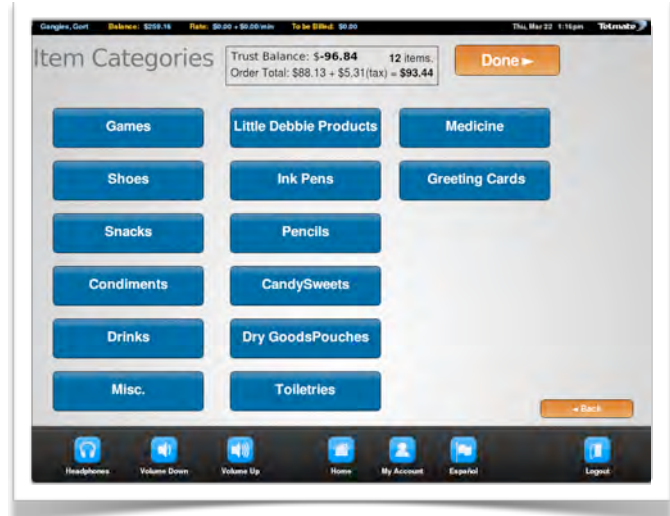 Gangles, Gort Balance: $259.16 Rate: $0.00 + $0.00/min To be Billed: $0.00 Thu, Mar 22 1:16pm Telmate
Item Categories
Trust Balance: $-96.84 12 items.
Order Total: $88.13 + $5.31(tax) = $93.44
Done
Games
Little Debbie Products
Medicine
Shoes
Ink Pens
Greeting Cards
Snacks
Pencils
Condiments
CandySweets
Drinks
Dry GoodsPouches
Misc.
Toiletries
Back
Headphones
Volume Down
Volume Up
Home
My Account
Español
Logout